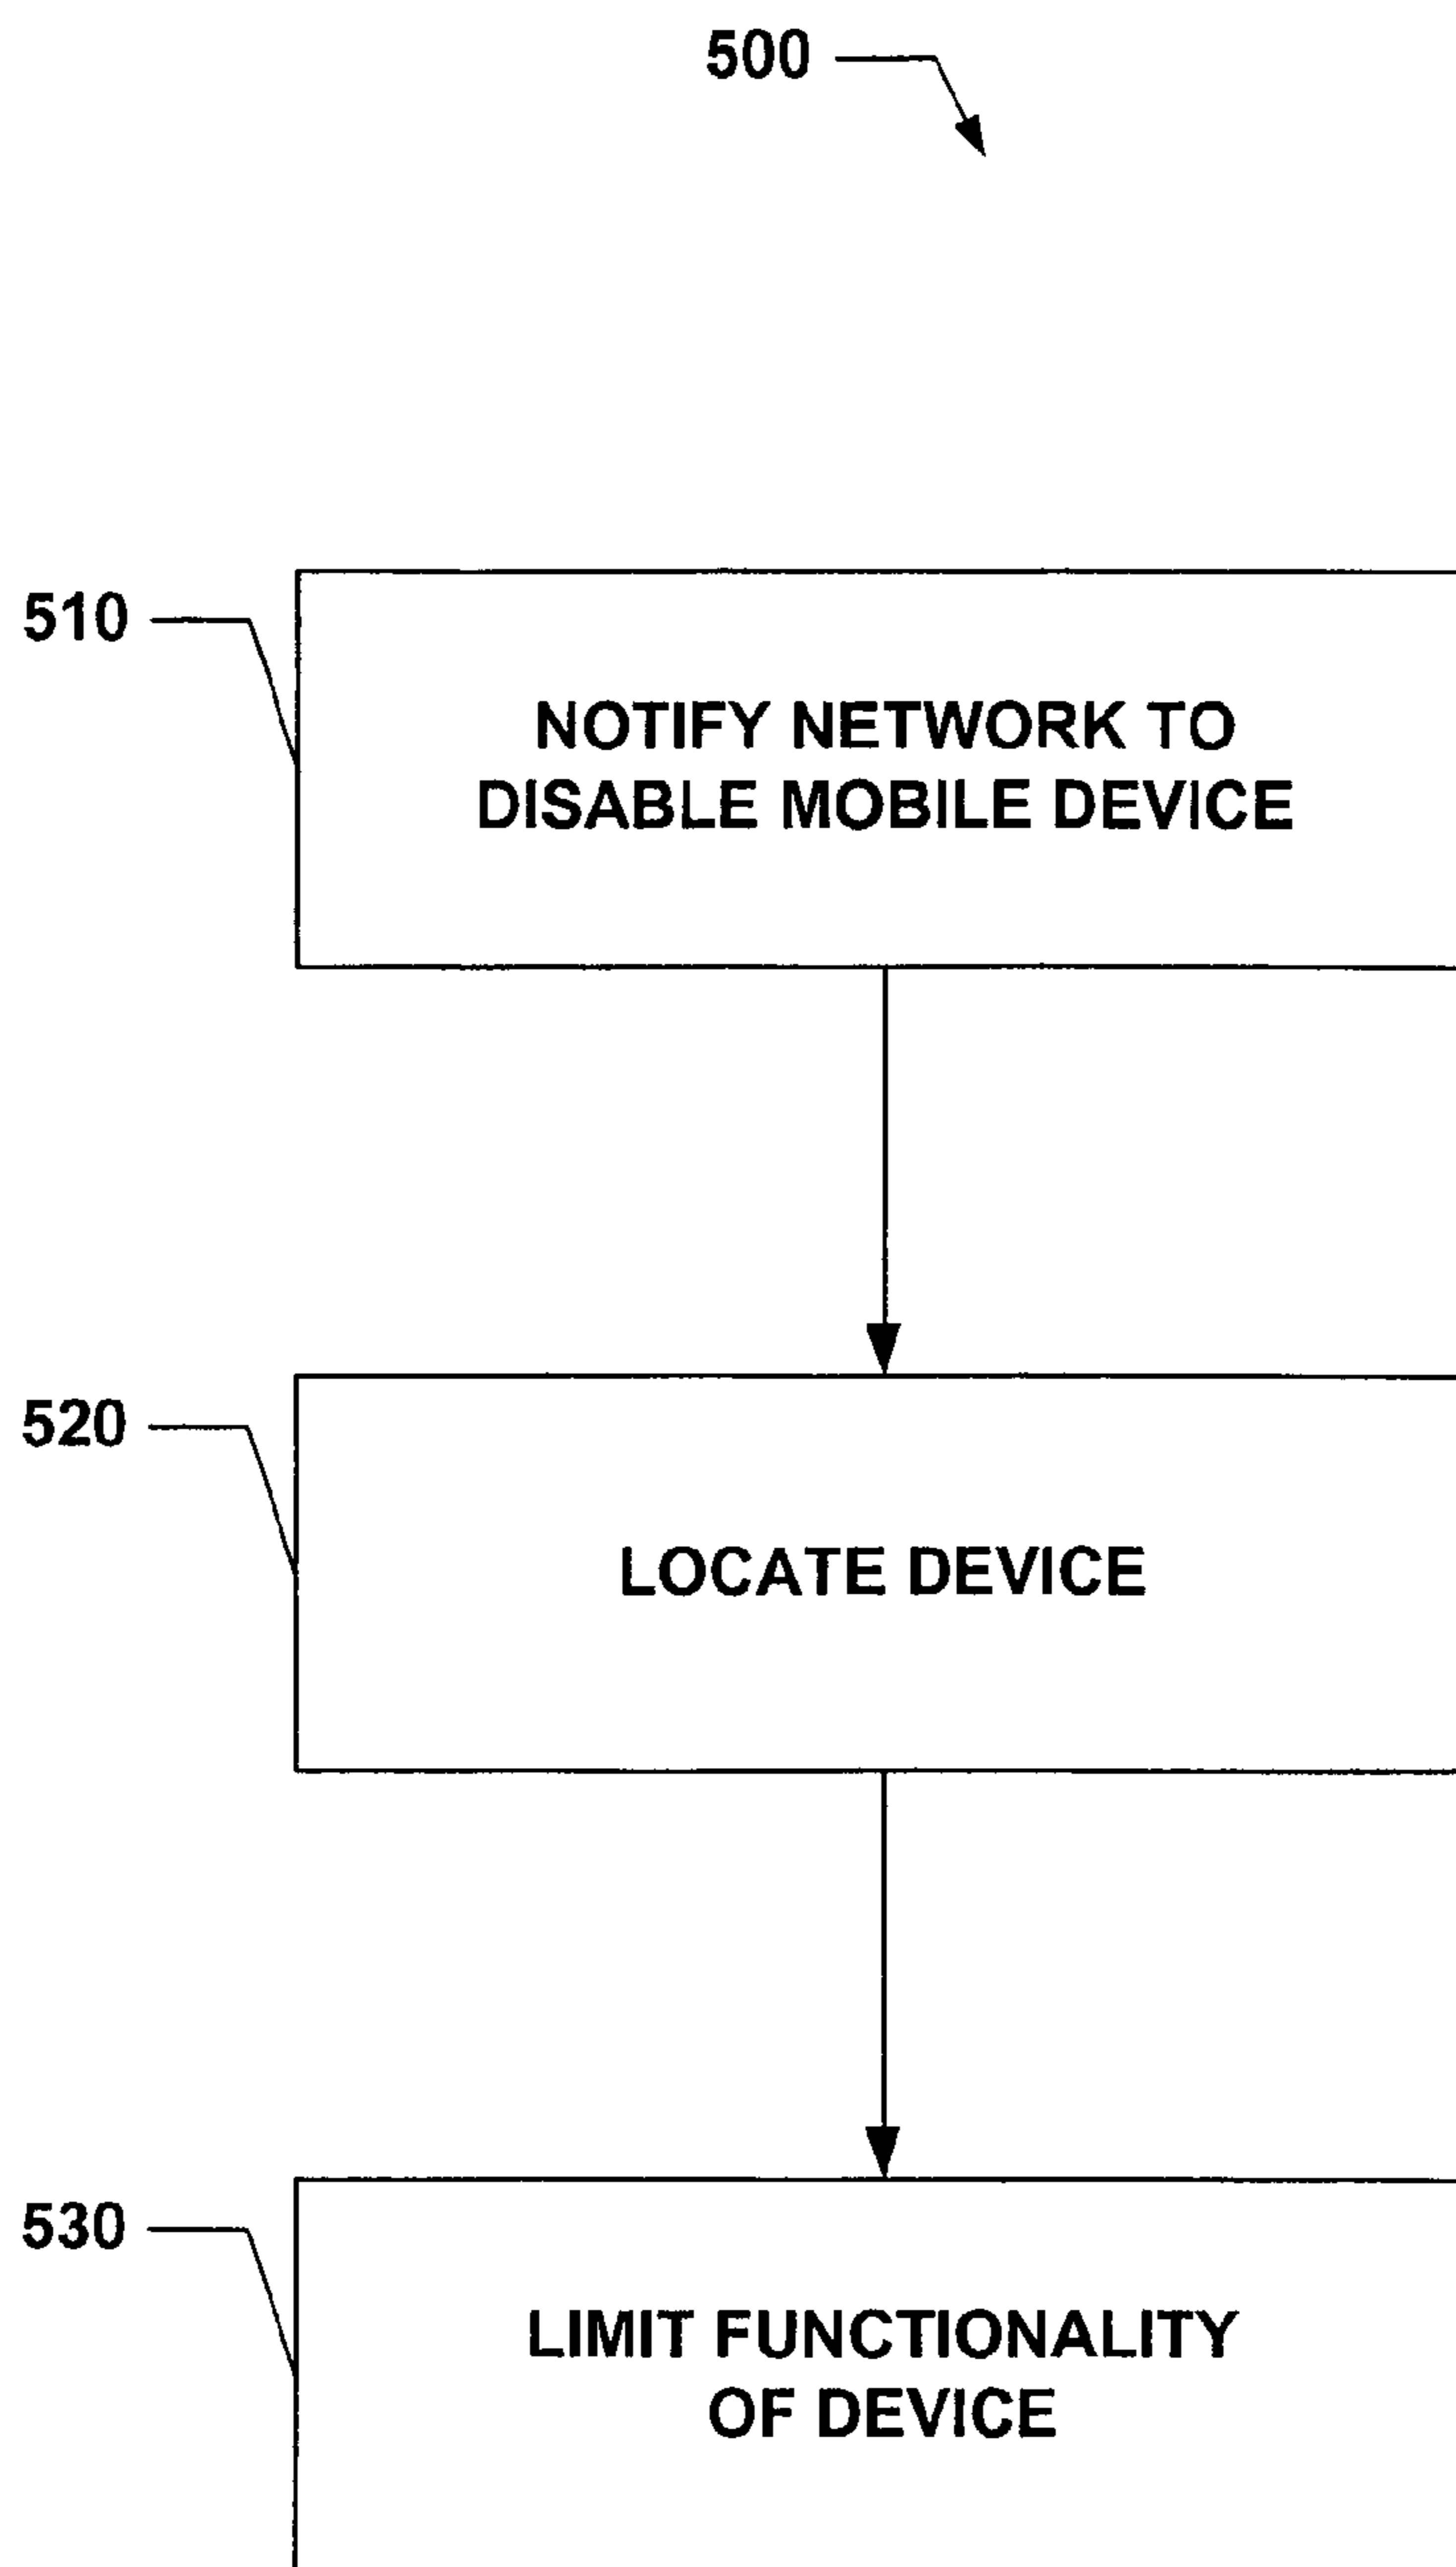 500
510
NOTIFY NETWORK TO
DISABLE MOBILE DEVICE
520
LOCATE DEVICE
530
LIMIT FUNCTIONALITY
OF DEVICE